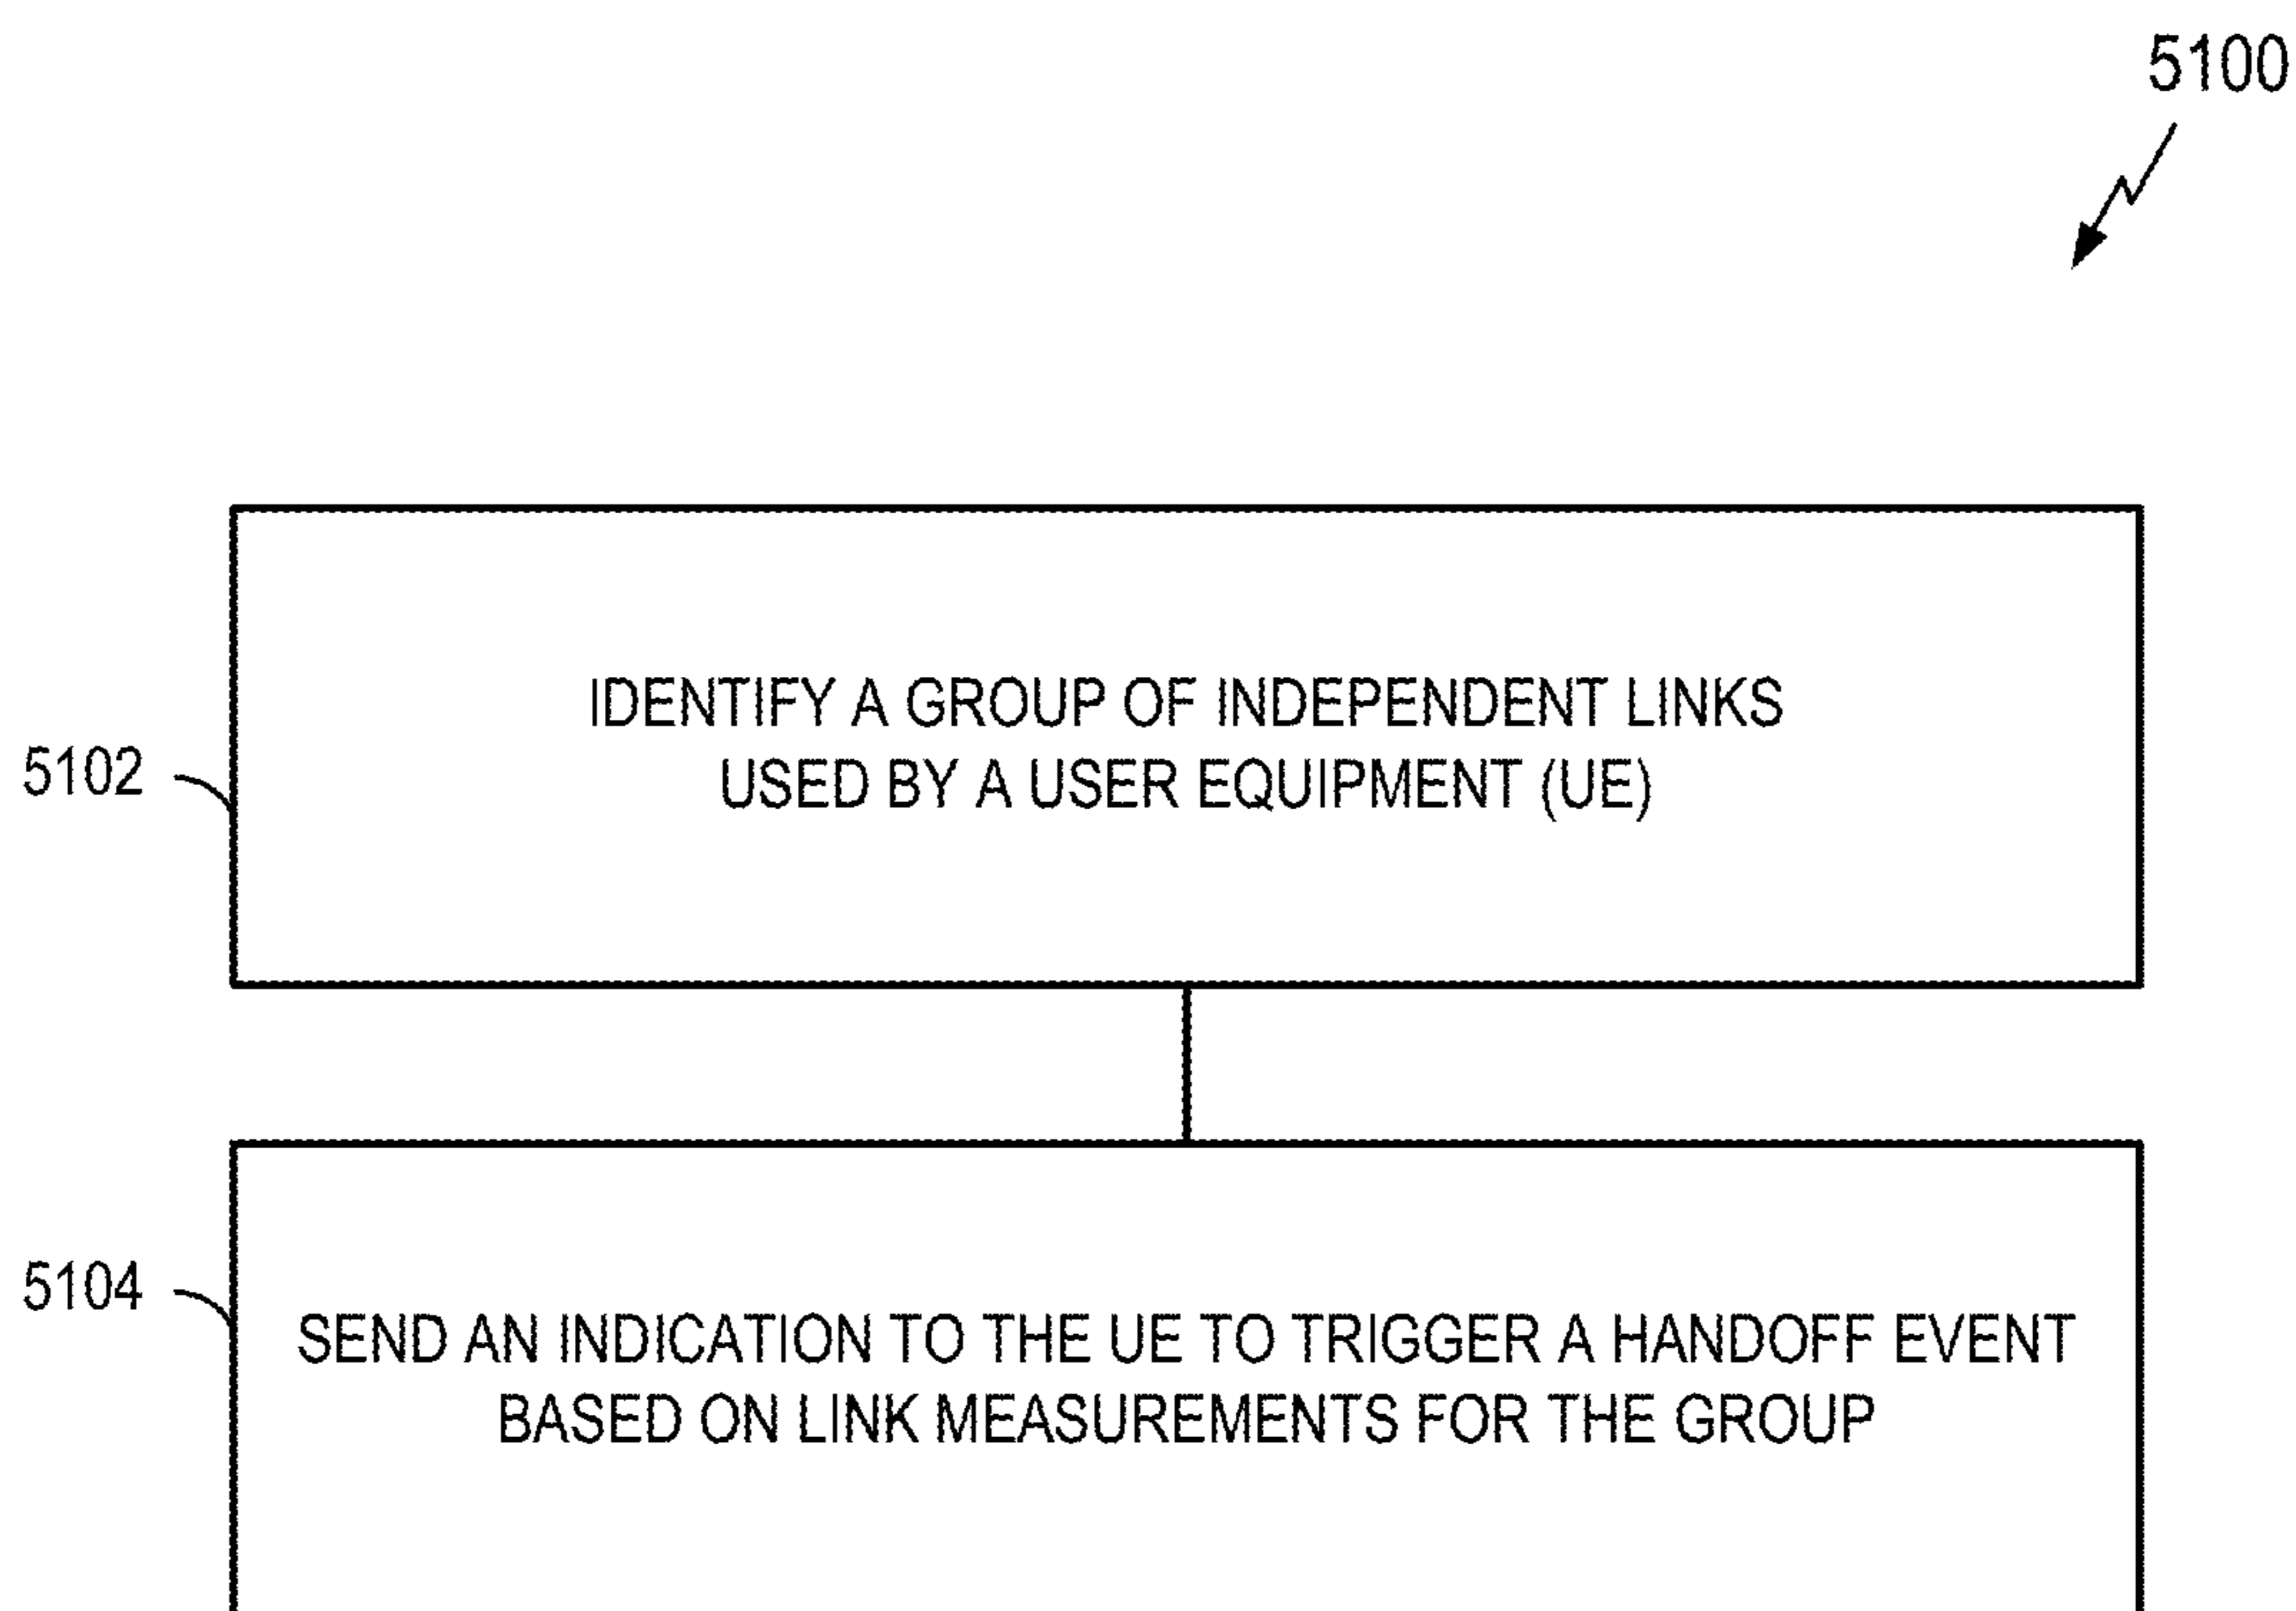 5100
5102
IDENTIFY A GROUP OF INDEPENDENT LINKS
USED BY A USER EQUIPMENT (UE)
5104
SEND AN INDICATION TO THE UE TO TRIGGER A HANDOFF EVENT
BASED ON LINK MEASUREMENTS FOR THE GROUP